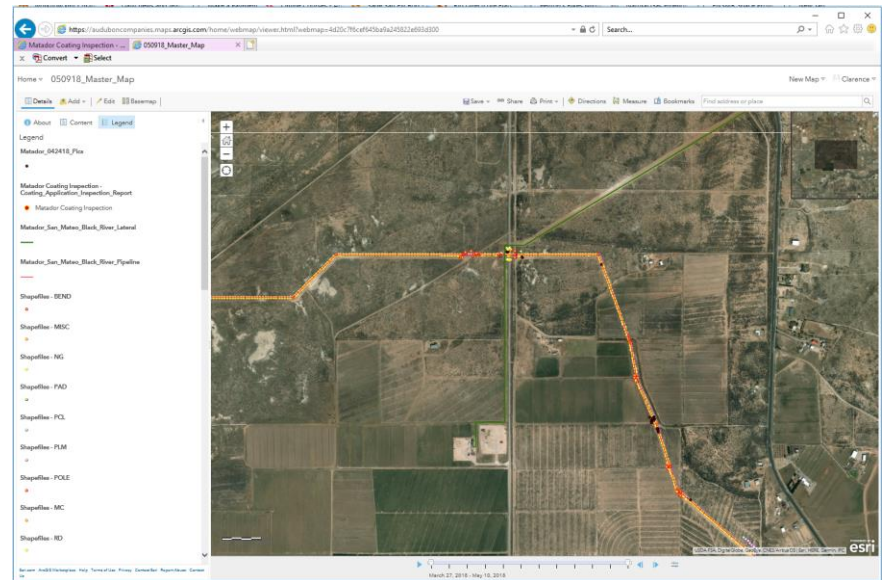 https://auduboncompanies.maps.arcgis.com/home/webmap/viewer.html?webmap=4d20c7f6cef645ba9a245822e693d300
Search...
Matador Coating Inspection - ...
050918_Master_Map
Convert
Select
Home
050918_Master_Map
New Map
Clarence
Details
Add
Edit
Basemap
Save
Share
Print
Directions
Measure
Bookmarks
Find address or place
About
Content
Legend
Legend
Matador_042418_Pics
Matador Coating Inspection -
Coating_Application_Inspection_Report
Matador Coating Inspection
Matador_San_Mateo_Black_River_Lateral
Matador_San_Mateo_Black_River_Pipeline
Shapefiles - BEND
Shapefiles - MISC
Shapefiles - NG
Shapefiles - PAD
Shapefiles - PCL
Shapefiles - PLM
Shapefiles - POLE
Shapefiles - MC
Shapefiles - RD
esri
March 27, 2018 - May 10, 2018